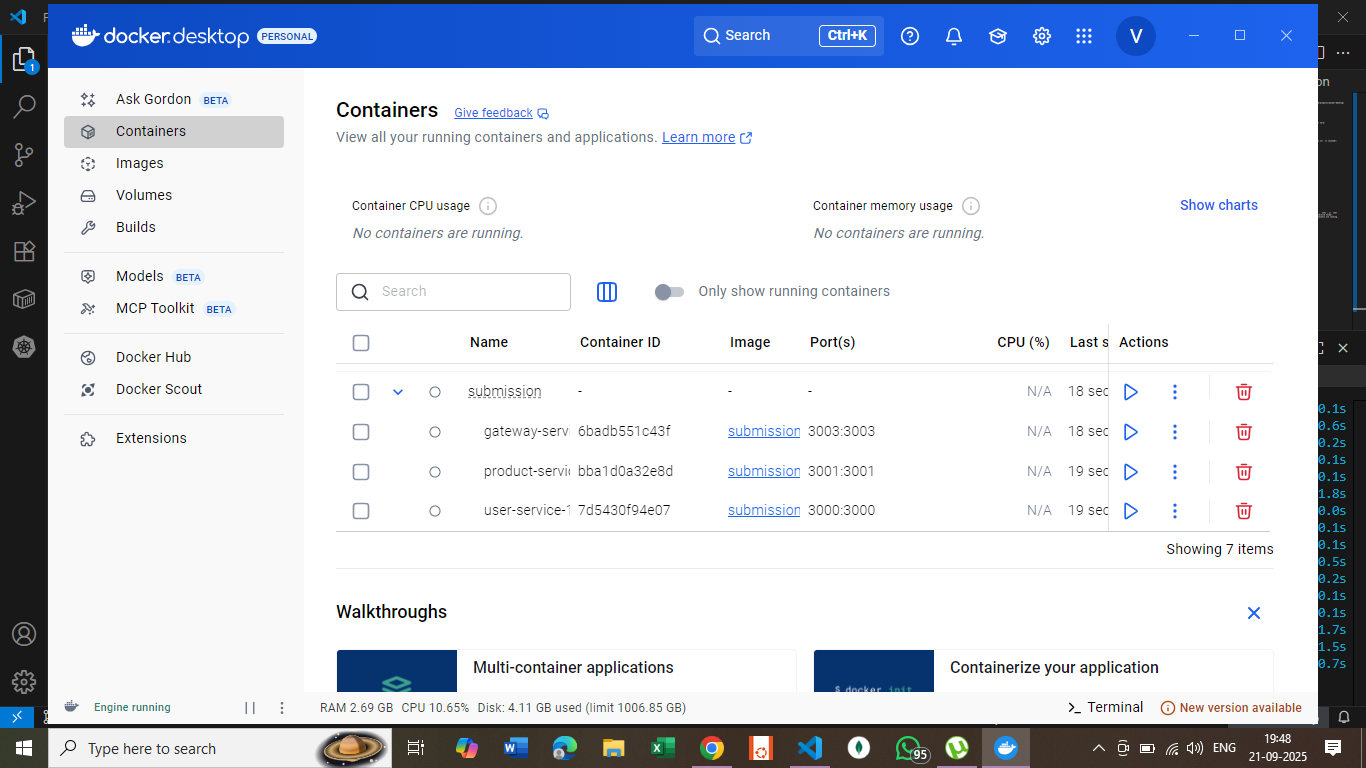 docker.desktop PERSONAL
Search Ctrl+K
V
1
Ask Gordon BETA
Containers
Images
Volumes
Builds
Models BETA
MCP Toolkit BETA
Docker Hub
Docker Scout
Extensions
Containers Give feedback
View all your running containers and applications. Learn more
Container CPU usage
No containers are running.
Container memory usage
No containers are running.
Show charts
Search
Only show running containers
Name Container ID Image Port(s) CPU (%) Last s Actions
submission - - - N/A 18 sec
gateway-servi 6badb551c43f submission 3003:3003 N/A 18 sec
product-servic bba1d0a32e8d submission 3001:3001 N/A 19 sec
user-service-1 7d5430f94e07 submission 3000:3000 N/A 19 sec
Showing 7 items
Walkthroughs
Multi-container applications
Containerize your application
$ docker init
0.1s
0.6s
0.2s
0.1s
0.1s
1.8s
0.0s
0.1s
0.1s
0.5s
0.2s
0.1s
0.1s
1.7s
1.5s
0.7s
Engine running
RAM 2.69 GB CPU 10.65% Disk: 4.11 GB used (limit 1006.85 GB)
Terminal
New version available
Type here to search
95
ENG
19:48
21-09-2025